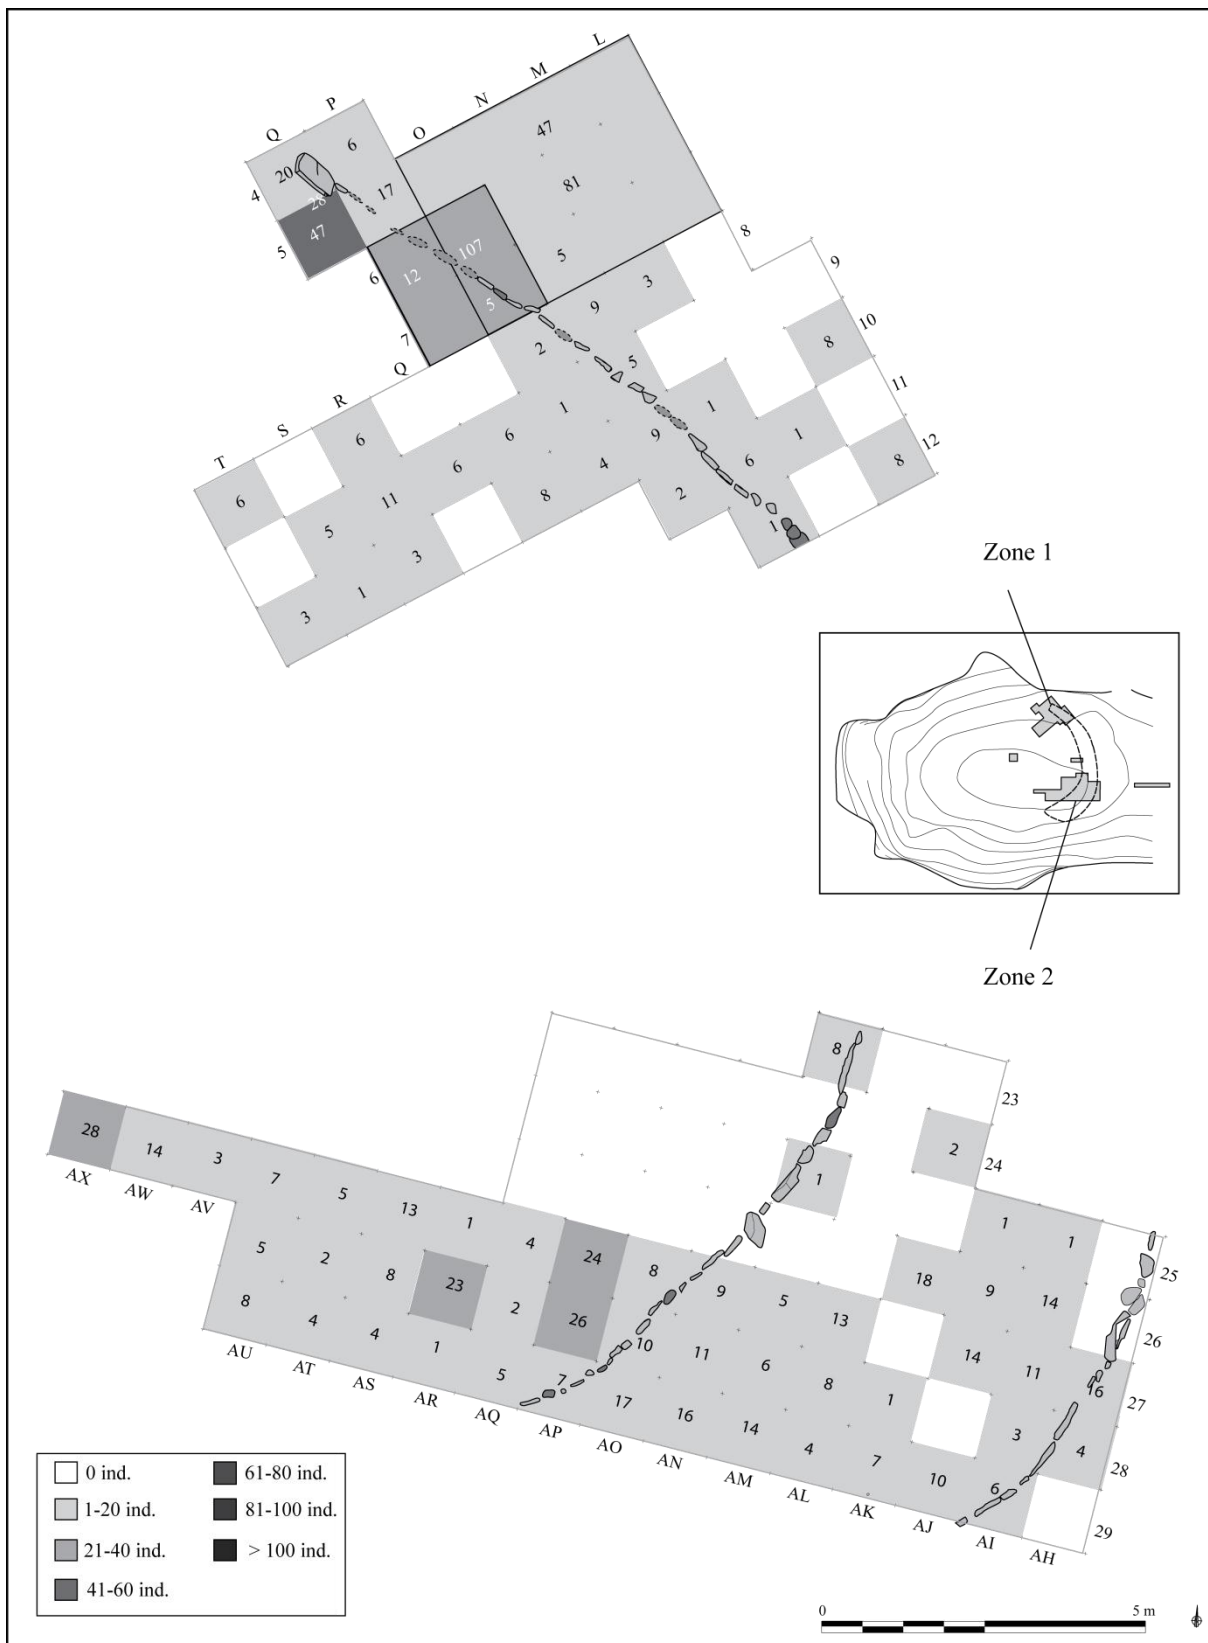 L
M
N
O
P
Q
47
6
20
4
28
17
81
47
5
107
8
9
6
12
5
3
10
5
9
7
2
5
8
11
Q
R
1
1
12
S
6
6
9
1
T
6
4
6
8
6
11
8
2
5
1
3
1
3
Zone 1
Zone 2
8
23
28
14
2
24
3
1
AX
7
AW
5
AV
13
1
1
1
4
24
5
8
18
25
2
9
5
9
14
8
23
13
2
26
26
8
10
11
14
11
4
6
4
8
16
1
1
27
AU
5
7
AT
17
3
4
AS
16
28
AR
14
4
7
10
6
AQ
AP
AO
29
AN
AM
AL
AK
AJ
AI
AH
0 ind.
61-80 ind.
1-20 ind.
81-100 ind.
21-40 ind.
> 100 ind.
41-60 ind.
0
5 m